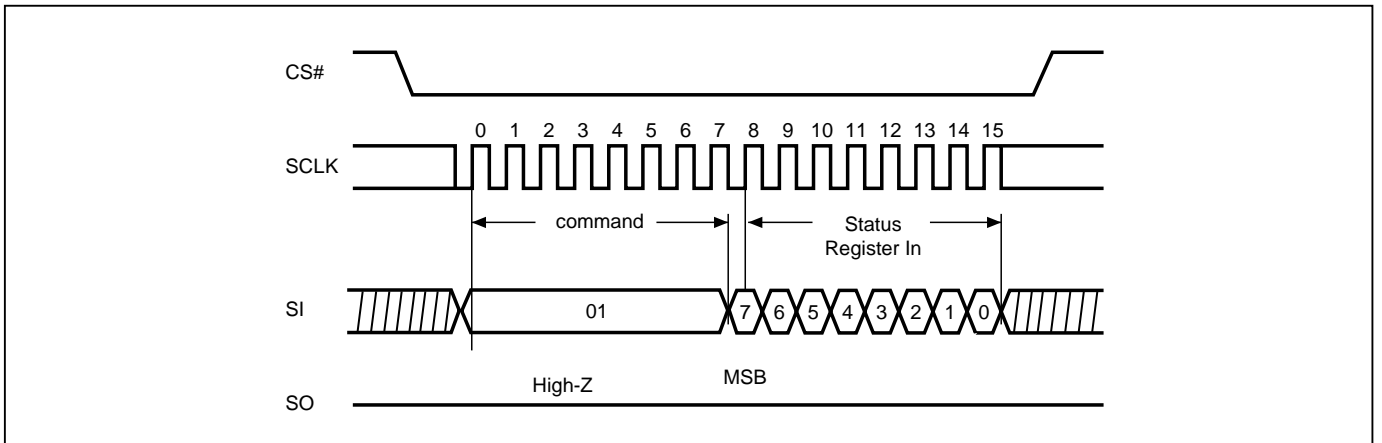 CS#
0 1 2 3 4 5 6 7 8 9 10 11 12 13 14 15
SCLK
command
Status
Register In
SI
01
7 6 5 4 3 2 1 0
High-Z
MSB
SO